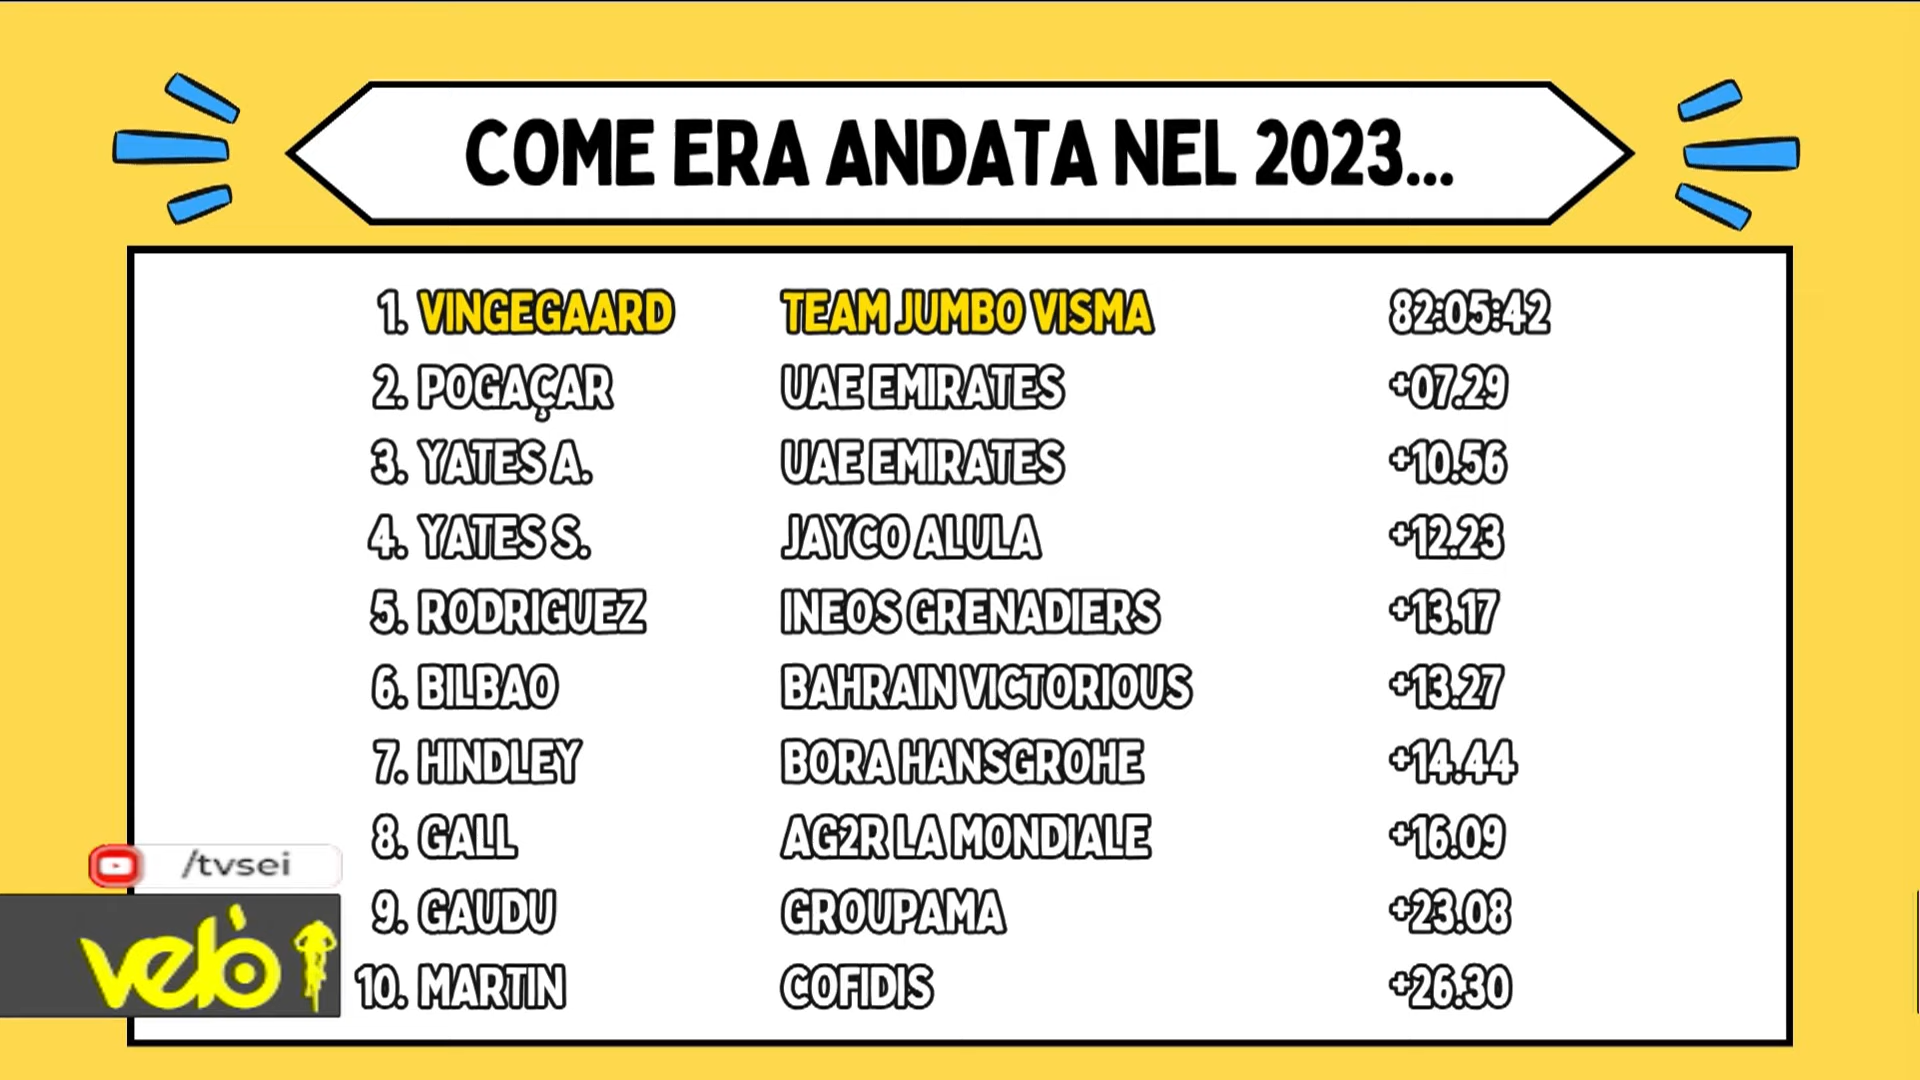 COME ERA ANDATA NEL 2023...
1. VINGEGAARD TEAM JUMBO VISMA 82:05:42
2. POGAÇAR UAE EMIRATES +07.29
3. YATES A. UAE EMIRATES +10.56
4. YATES S. JAYCO ALULA +12.23
5. RODRIGUEZ INEOS GRENADIERS +13.17
6. BILBAO BAHRAIN VICTORIOUS +13.27
7. HINDLEY BORA HANSGROHE +14.44
8. GALL AG2R LA MONDIALE +16.09
9. GAUDU GROUPAMA +23.08
10. MARTIN COFIDIS +26.30
/tvsei
velò